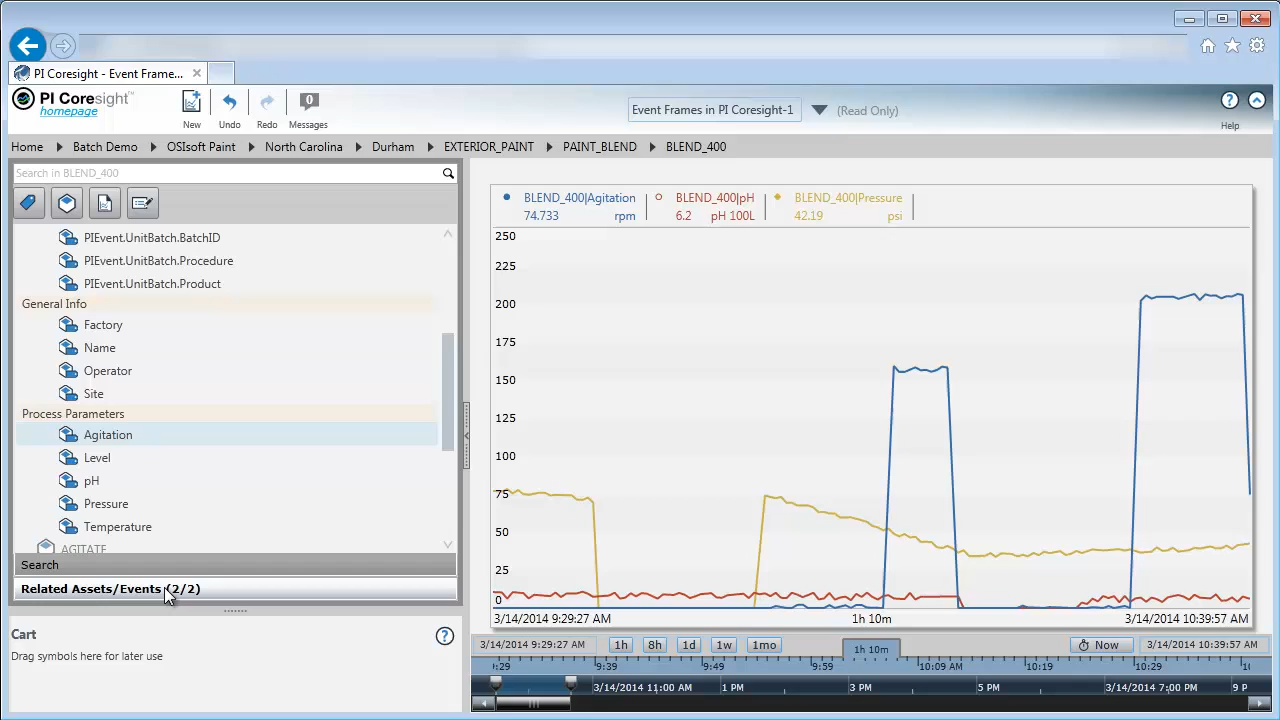 PI Coresight - Event Frame...
PI Coresight™
homepage
New
Undo
Redo
0
Messages
Event Frames in PI Coresight-1
(Read Only)
Help
Home
Batch Demo
OSIsoft Paint
North Carolina
Durham
EXTERIOR_PAINT
PAINT_BLEND
BLEND_400
Search in BLEND_400
PIEvent.UnitBatch.BatchID
PIEvent.UnitBatch.Procedure
PIEvent.UnitBatch.Product
General Info
Factory
Name
Operator
Site
Process Parameters
Agitation
Level
pH
Pressure
Temperature
AGITATE
Search
Related Assets/Events (2/2)
Cart
Drag symbols here for later use
BLEND_400|Agitation
74.733 rpm
BLEND_400|pH
6.2 pH 100L
BLEND_400|Pressure
42.19 psi
250
225
200
175
150
125
100
75
50
25
0
3/14/2014 9:29:27 AM
1h 10m
3/14/2014 10:39:57 AM
3/14/2014 9:29:27 AM
1h
8h
1d
1w
1mo
1h 10m
Now
3/14/2014 10:39:57 AM
:29
9:39
9:49
9:59
10:09 AM
10:19
10:29
3/14/2014 11:00 AM
1 PM
3 PM
5 PM
3/14/2014 7:00 PM
9 P